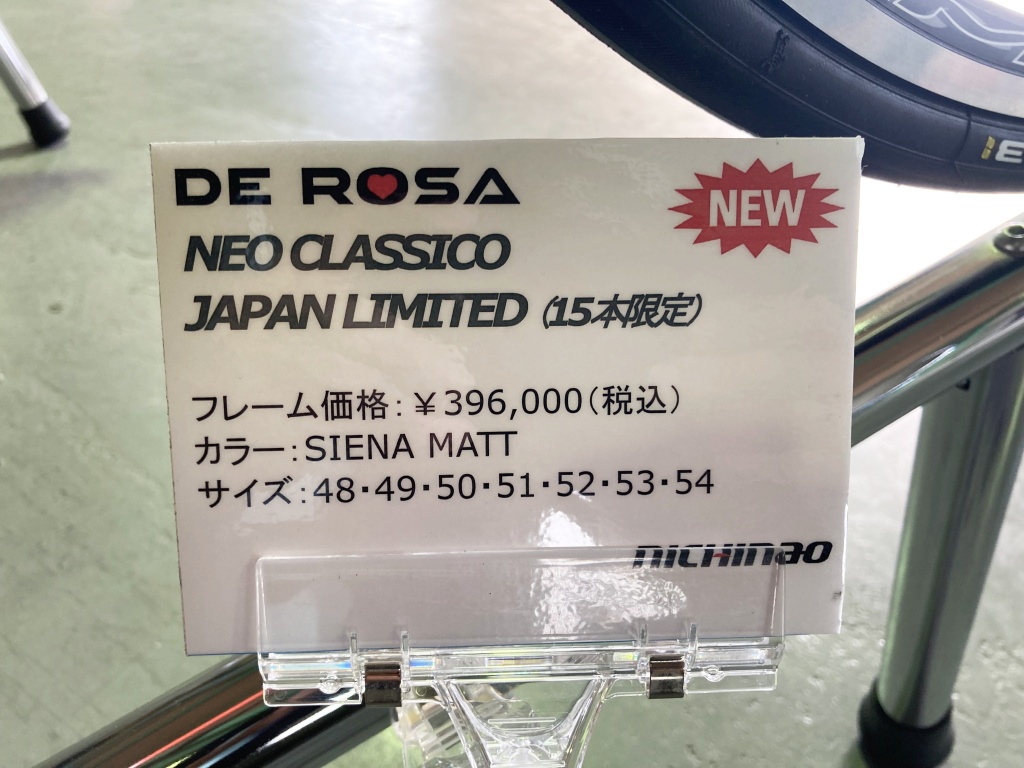 DE ROSA
NEW
NEO CLASSICO
JAPAN LIMITED (15本限定)
フレーム価格:¥396,000(税込)
カラー:SIENA MATT
サイズ:48・49・50・51・52・53・54
nICHInao